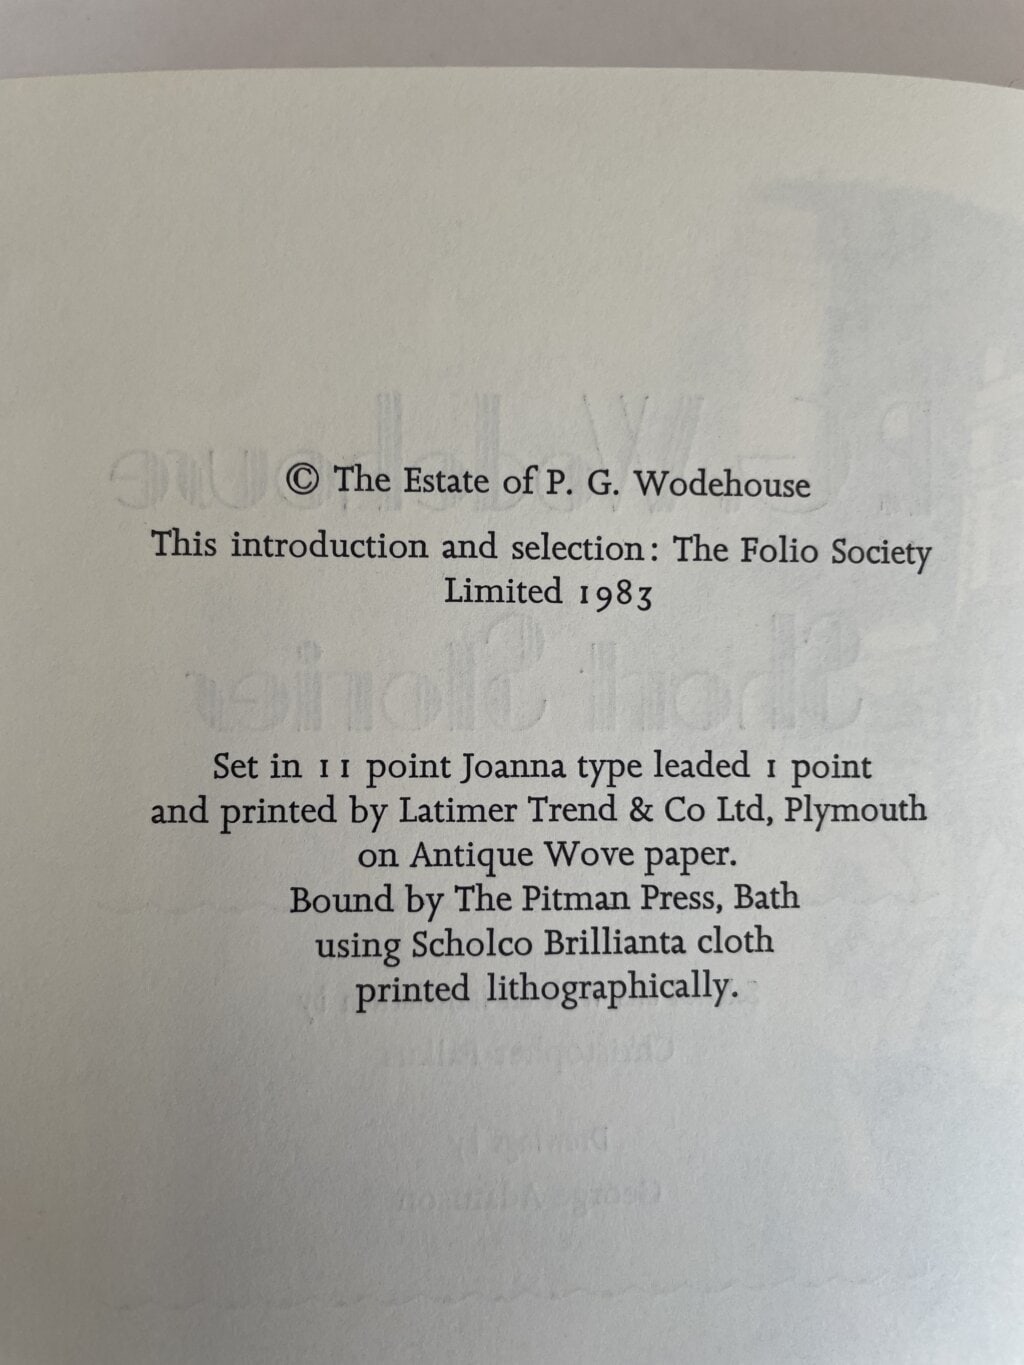 © The Estate of P. G. Wodehouse
This introduction and selection: The Folio Society
Limited 1983
Set in 11 point Joanna type leaded 1 point
and printed by Latimer Trend & Co Ltd, Plymouth
on Antique Wove paper.
Bound by The Pitman Press, Bath
using Scholco Brillianta cloth
printed lithographically.